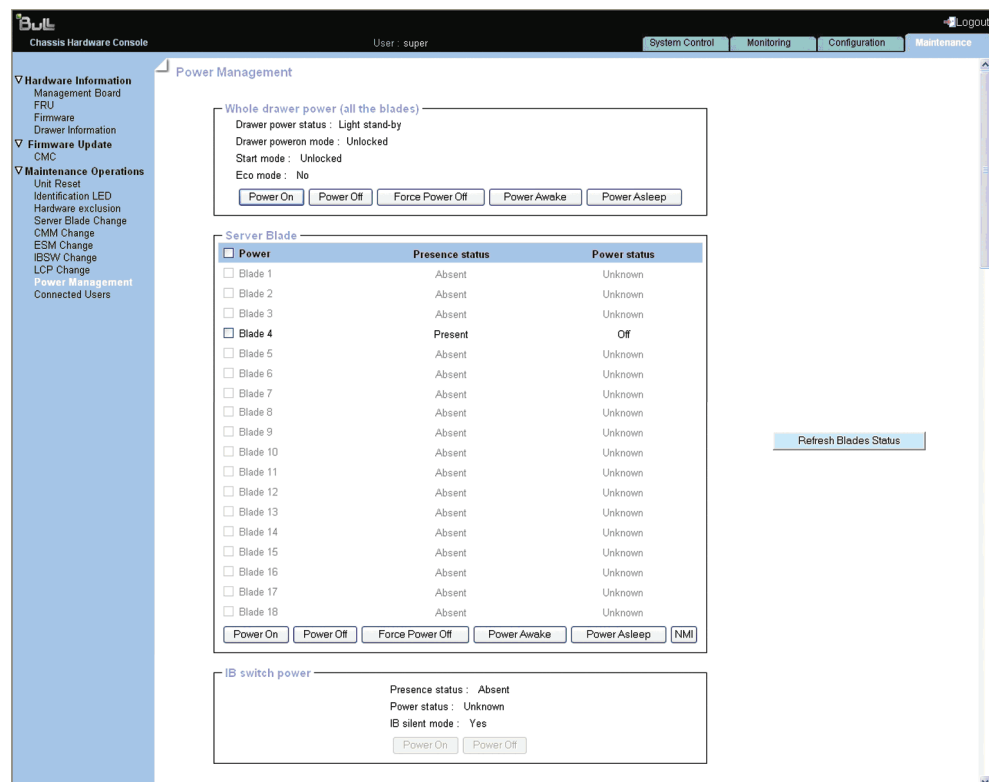 Bull
Logout
Chassis Hardware Console
User : super
System Control
Monitoring
Configuration
Maintenance
Hardware Information
Management Board
FRU
Firmware
Drawer Information
Firmware Update
CMC
Maintenance Operations
Unit Reset
Identification LED
Hardware exclusion
Server Blade Change
CMM Change
ESM Change
IBSW Change
LCP Change
Power Management
Connected Users
Power Management
Whole drawer power (all the blades)
Drawer power status : Light stand-by
Drawer poweron mode : Unlocked
Start mode : Unlocked
Eco mode : No
Power On Power Off Force Power Off Power Awake Power Asleep
Server Blade
Power Presence status Power status
Blade 1 Absent Unknown
Blade 2 Absent Unknown
Blade 3 Absent Unknown
Blade 4 Present Off
Blade 5 Absent Unknown
Blade 6 Absent Unknown
Blade 7 Absent Unknown
Blade 8 Absent Unknown
Blade 9 Absent Unknown
Blade 10 Absent Unknown
Blade 11 Absent Unknown
Blade 12 Absent Unknown
Blade 13 Absent Unknown
Blade 14 Absent Unknown
Blade 15 Absent Unknown
Blade 16 Absent Unknown
Blade 17 Absent Unknown
Blade 18 Absent Unknown
Power On Power Off Force Power Off Power Awake Power Asleep NMI
Refresh Blades Status
IB switch power
Presence status : Absent
Power status : Unknown
IB silent mode : Yes
Power On Power Off